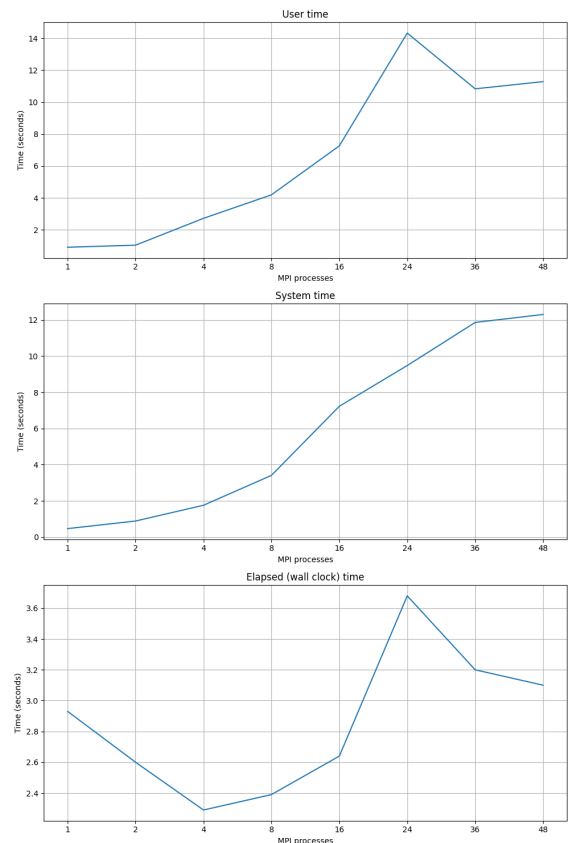 User time
14
12
10
8
6
4
2
Time (seconds)
1 2 4 8 16 24 36 48
MPI processes
System time
12
10
8
6
4
2
0
Time (seconds)
1 2 4 8 16 24 36 48
MPI processes
Elapsed (wall clock) time
3.6
3.4
3.2
3.0
2.8
2.6
2.4
Time (seconds)
1 2 4 8 16 24 36 48
MPI processes